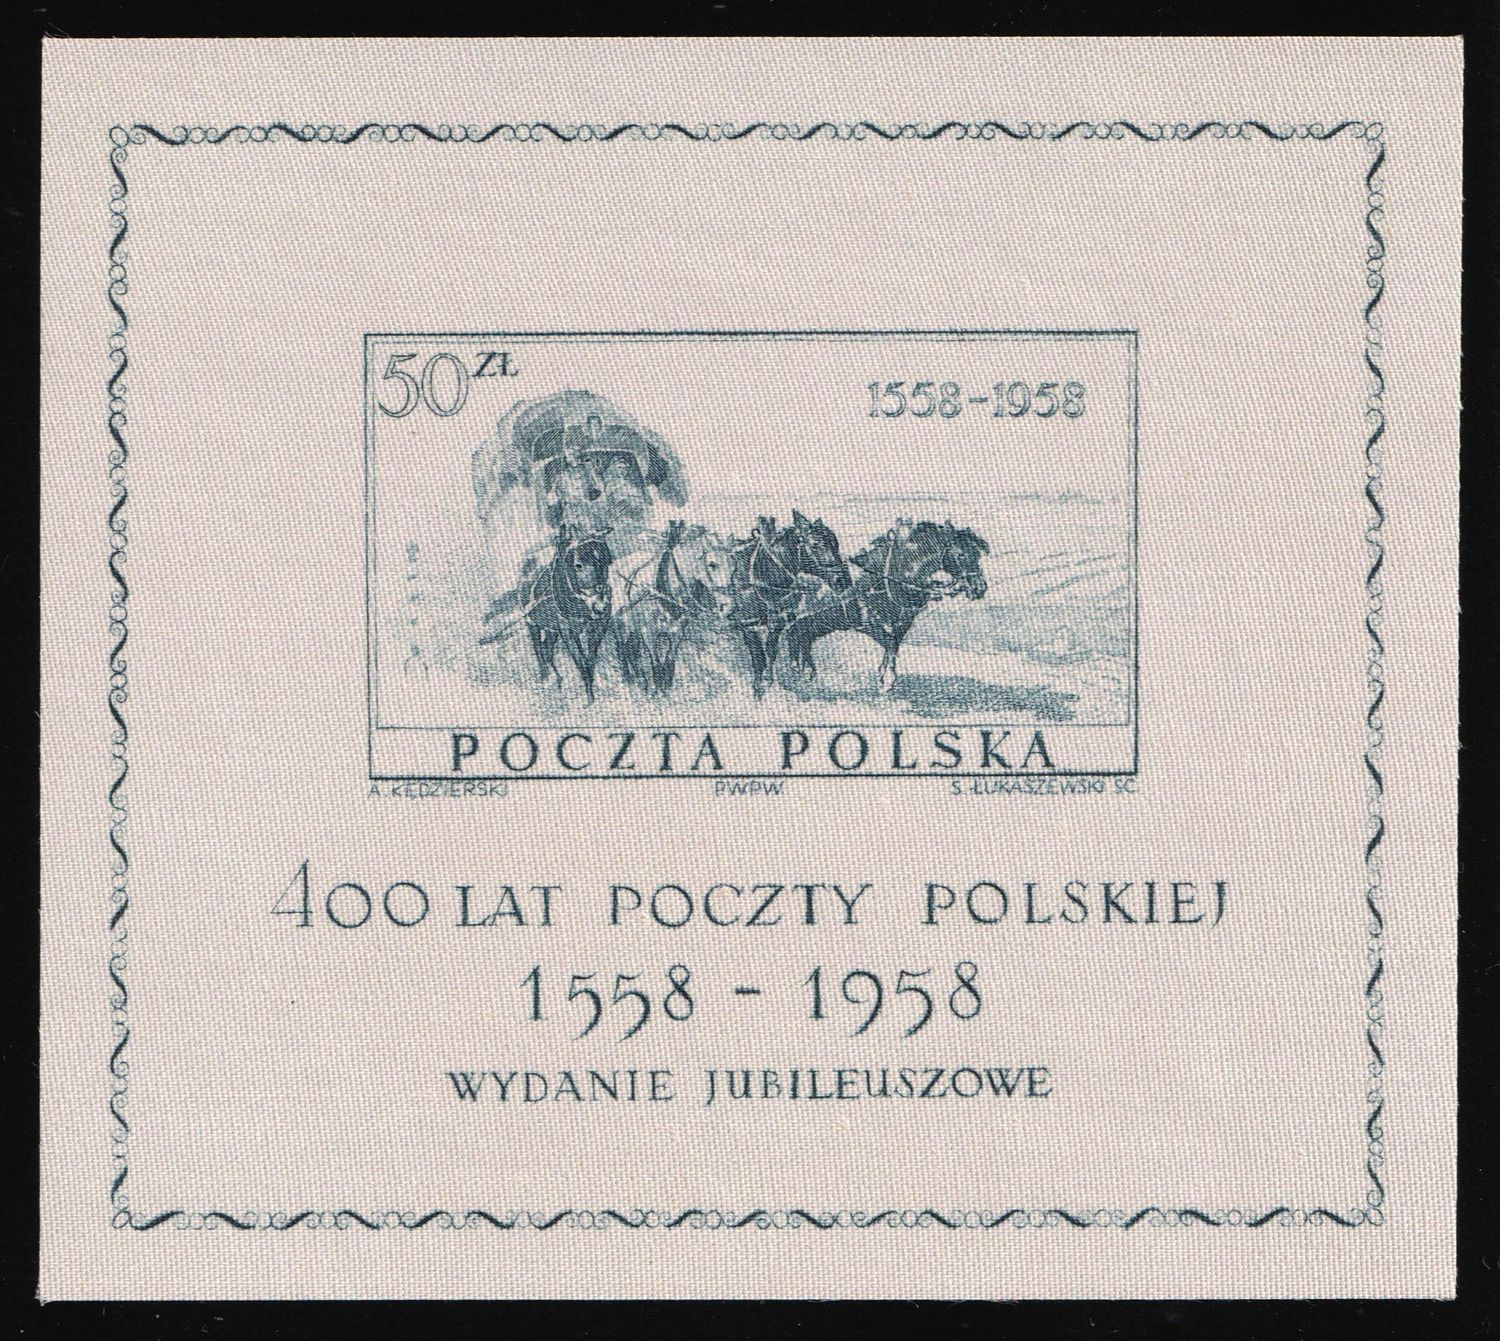 50 ZŁ
1558-1958
POCZTA POLSKA
A. KĘDZIERSKI PWPW S. ŁUKASZEWSKI SC.
400 LAT POCZTY POLSKIEJ
1558 - 1958
WYDANIE JUBILEUSZOWE